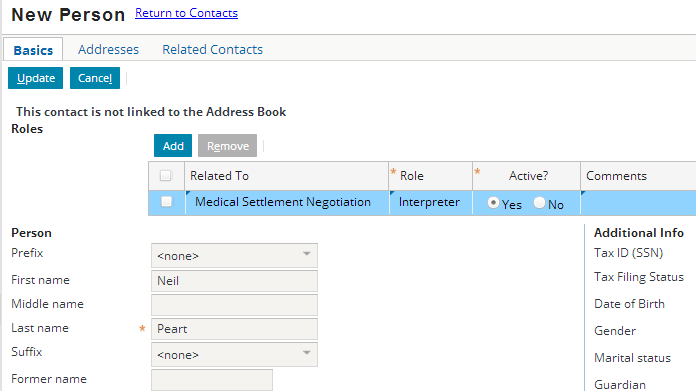 New Person Return to Contacts
Basics Addresses Related Contacts
Update Cancel
This contact is not linked to the Address Book
Roles
Add Remove
Related To * Role * Active? Comments
Medical Settlement Negotiation Interpreter Yes No
Person Additional Info
Prefix <none> Tax ID (SSN)
First name Neil Tax Filing Status
Middle name Date of Birth
Last name * Peart Gender
Suffix <none> Marital status
Former name Guardian